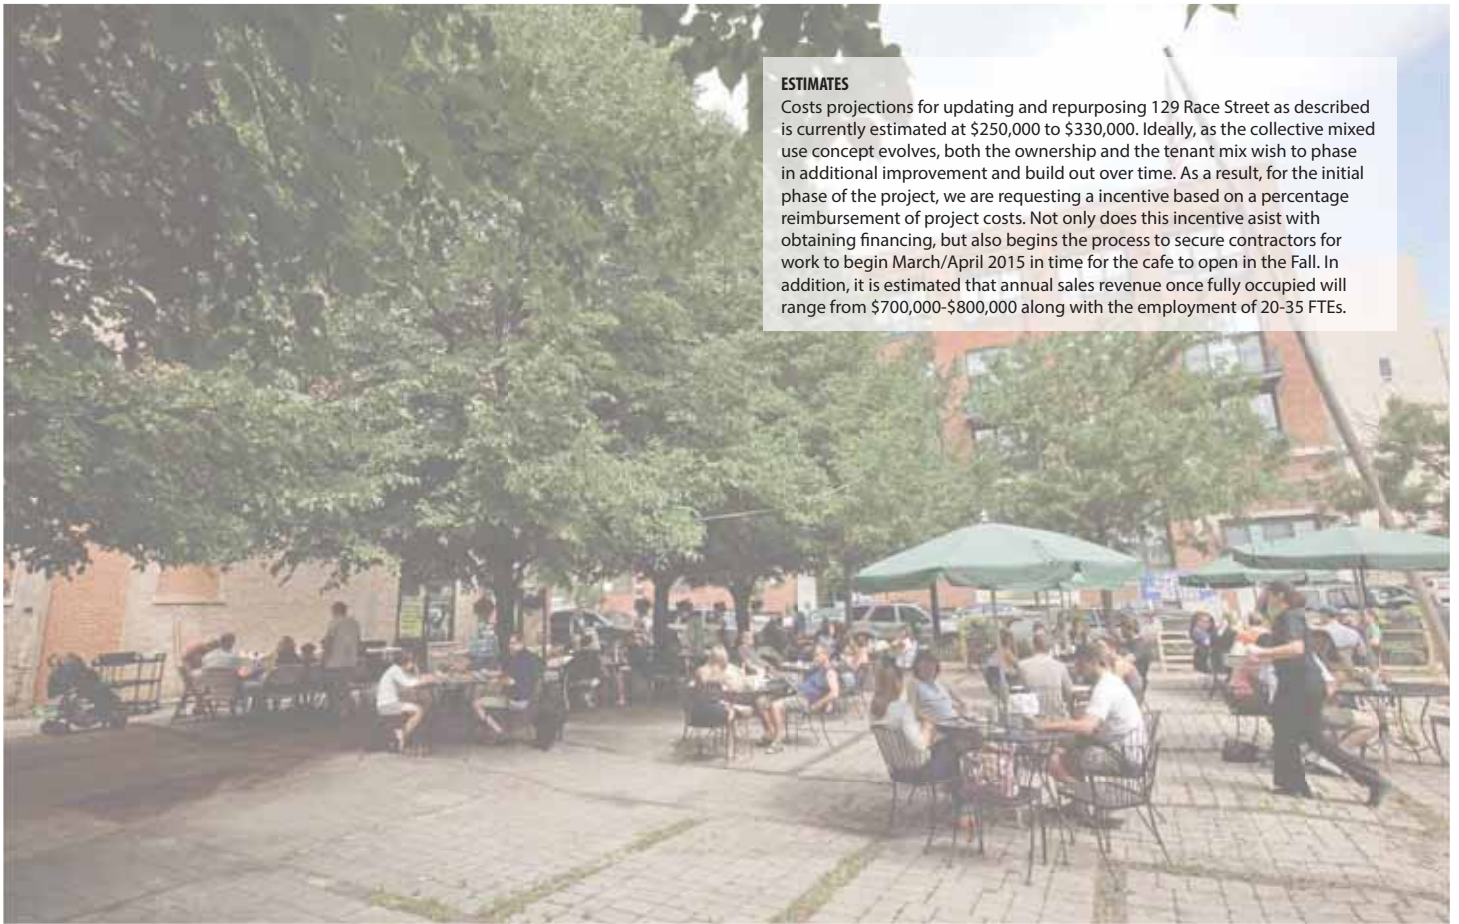 ESTIMATES
Costs projections for updating and repurposing 129 Race Street as described
is currently estimated at $250,000 to $330,000. Ideally, as the collective mixed
use concept evolves, both the ownership and the tenant mix wish to phase
in additional improvement and build out over time. As a result, for the initial
phase of the project, we are requesting a incentive based on a percentage
reimbursement of project costs. Not only does this incentive asist with
obtaining financing, but also begins the process to secure contractors for
work to begin March/April 2015 in time for the cafe to open in the Fall. In
addition, it is estimated that annual sales revenue once fully occupied will
range from $700,000-$800,000 along with the employment of 20-35 FTEs.